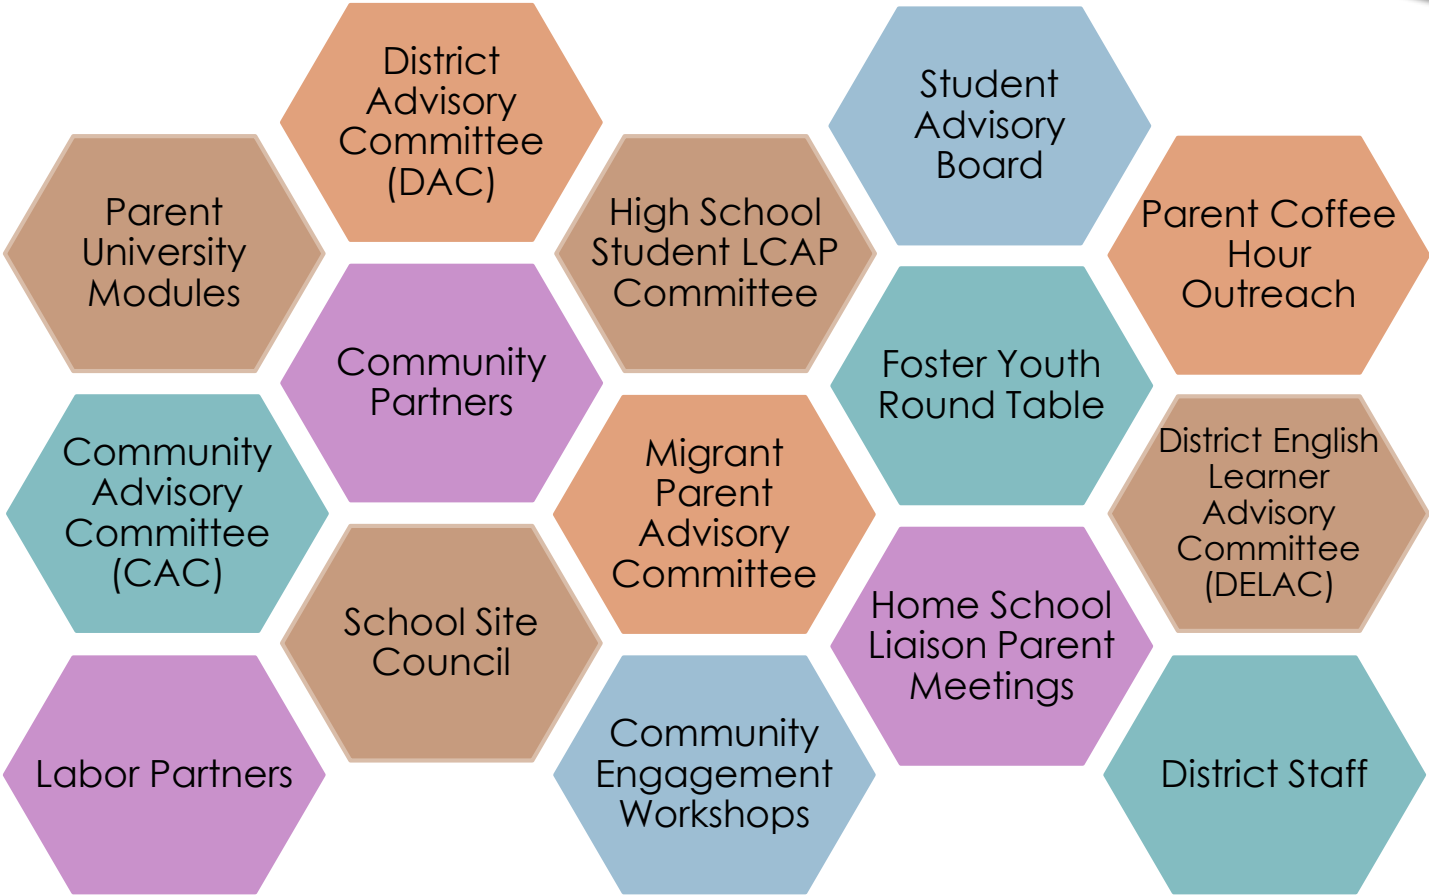 District
Advisory
Committee
(DAC)
Student
Advisory
Board
Parent
University
Modules
High School
Student LCAP
Committee
Parent Coffee
Hour
Outreach
Community
Partners
Foster Youth
Round Table
Community
Advisory
Committee
(CAC)
Migrant
Parent
Advisory
Committee
District English
Learner
Advisory
Committee
(DELAC)
School Site
Council
Home School
Liaison Parent
Meetings
Labor Partners
Community
Engagement
Workshops
District Staff